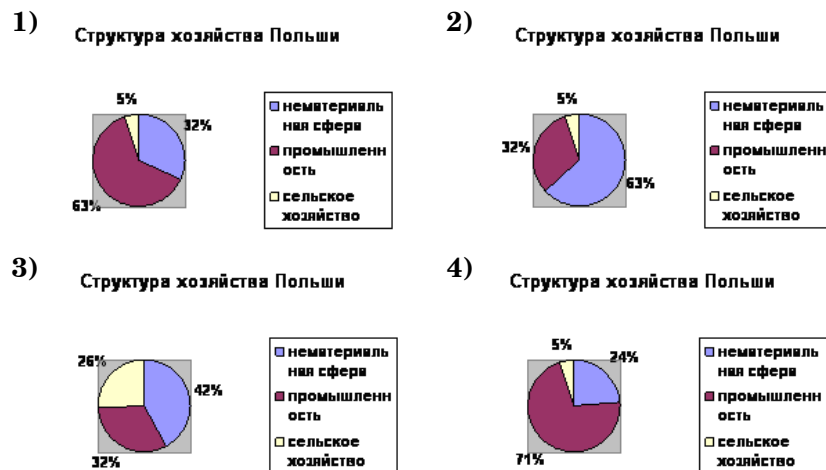 1)
Структура хозяйства Польши
5%
32%
63%
нематериаль
ная сфера
промышленн
ость
сельское
хозяйство
2)
Структура хозяйства Польши
5%
32%
63%
нематериаль
ная сфера
промышленн
ость
сельское
хозяйство
3)
Структура хозяйства Польши
26%
42%
32%
нематериаль
ная сфера
промышленн
ость
сельское
хозяйство
4)
Структура хозяйства Польши
5%
24%
71%
нематериаль
ная сфера
промышленн
ость
сельское
хозяйство